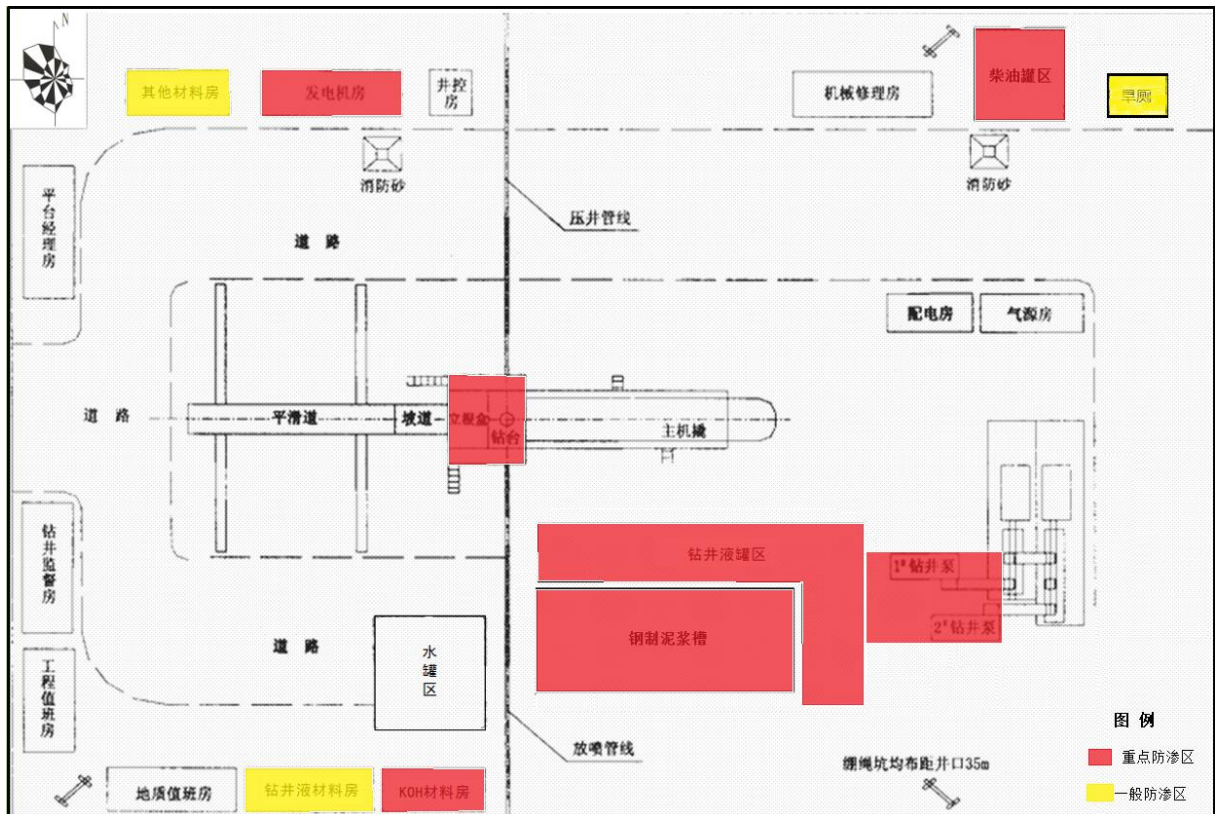 N
其他材料房
发电机房
井控房
机械修理房
柴油罐区
旱厕
消防砂
消防砂
平台经理房
压井管线
道 路
配电房
气源房
道 路
平滑道
坡道
立根盒
钻台
主机撬
钻井监督房
钻井液罐区
1#钻井泵
2#钻井泵
钢制泥浆槽
道 路
水罐区
工程值班房
放喷管线
图 例
重点防渗区
一般防渗区
绷绳坑均布距井口35m
地质值班房
钻井液材料房
KOH材料房